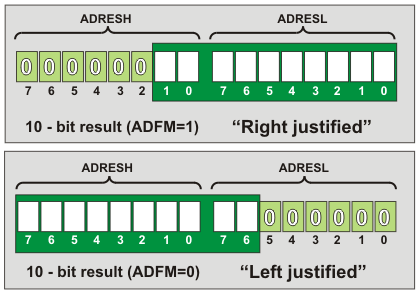 ADRESH ADRESL
0 0 0 0 0 0
7 6 5 4 3 2 1 0 7 6 5 4 3 2 1 0
10 - bit result (ADFM=1) “Right justified”
ADRESH ADRESL
0 0 0 0 0 0
7 6 5 4 3 2 1 0 7 6 5 4 3 2 1 0
10 - bit result (ADFM=0) “Left justified”